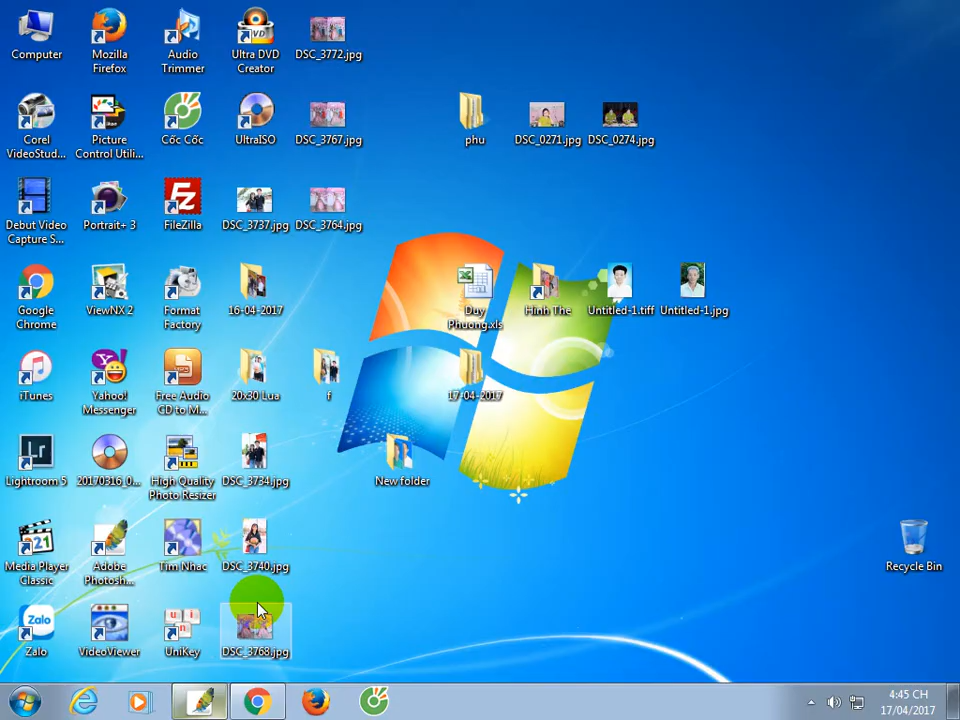 Computer
Mozilla
Firefox
Audio
Trimmer
Ultra DVD
Creator
DSC_3772.jpg
Corel
VideoStud...
Picture
Control Utili...
Cốc Cốc
UltraISO
DSC_3767.jpg
phu
DSC_0271.jpg
DSC_0274.jpg
Debut Video
Capture S...
Portrait+ 3
FileZilla
DSC_3737.jpg
DSC_3764.jpg
Google
Chrome
ViewNX 2
Format
Factory
16-04-2017
Duy
Phuong.xls
Hinh The
Untitled-1.tiff
Untitled-1.jpg
iTunes
Yahoo!
Messenger
Free Audio
CD to M...
20x30 Lua
f
17-04-2017
Lightroom 5
20170316_0...
High Quality
Photo Resizer
DSC_3734.jpg
New folder
Media Player
Classic
Adobe
Photosh...
Tim Nhac
DSC_3740.jpg
Recycle Bin
Zalo
Zalo
VideoViewer
UniKey
DSC_3768.jpg
4:45 CH
17/04/2017